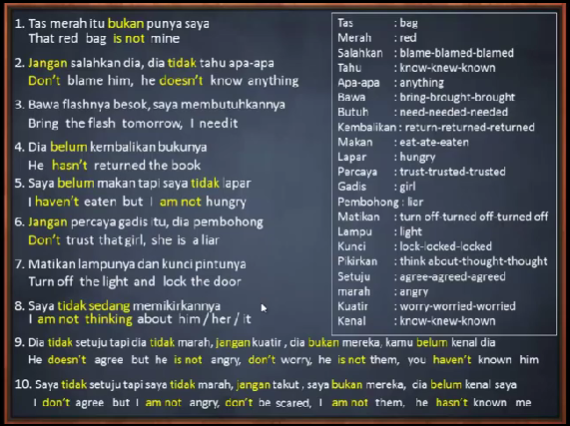 1. Tas merah itu bukan punya saya
That red bag is not mine
2. Jangan salahkan dia, dia tidak tahu apa-apa
Don't blame him, he doesn't know anything
3. Bawa flashnya besok, saya membutuhkannya
Bring the flash tomorrow, I needit
4. Dia belum kembalikan bukunya
He hasn't returned the book
5. Saya belum makan tapi saya tidak lapar
I haven't eaten but I am not hungry
6. Jangan percaya gadis itu, dia pembohong
Don't trust that girl, she is a liar
7. Matikan lampunya dan kunci pintunya
Turn off the light and lock the door
8. Saya tidak sedang memikirkannya
I am not thinking about him / her / it
9. Dia tidak setuju tapi dia tidak marah, jangan kuatir, dia bukan mereka, kamu belum kenal dia
He doesn't agree but he is not angry, don't worry, he is not them, you haven't known him
10. Saya tidak setuju tapi saya tidak marah, jangan takut, saya bukan mereka, dia belum kenal saya
I don't agree but I am not angry, don't be scared, I am not them, he hasn't known me
Tas : bag
Merah : red
Salahkan : blame-blamed-blamed
Tahu : know-knew-known
Apa-apa : anything
Bawa : bring-brought-brought
Butuh : need-needed-needed
Kembalikan : return-returned-returned
Makan : eat-ate-eaten
Lapar : hungry
Percaya : trust-trusted-trusted
Gadis : girl
Pembohong : liar
Matikan : turn off-turned off-turned off
Lampu : light
Kunci : lock-locked-locked
Pikirkan : think about-thought-thought
Setuju : agree-agreed-agreed
marah : angry
Kuatir : worry-worried-worried
Kenal : know-knew-known